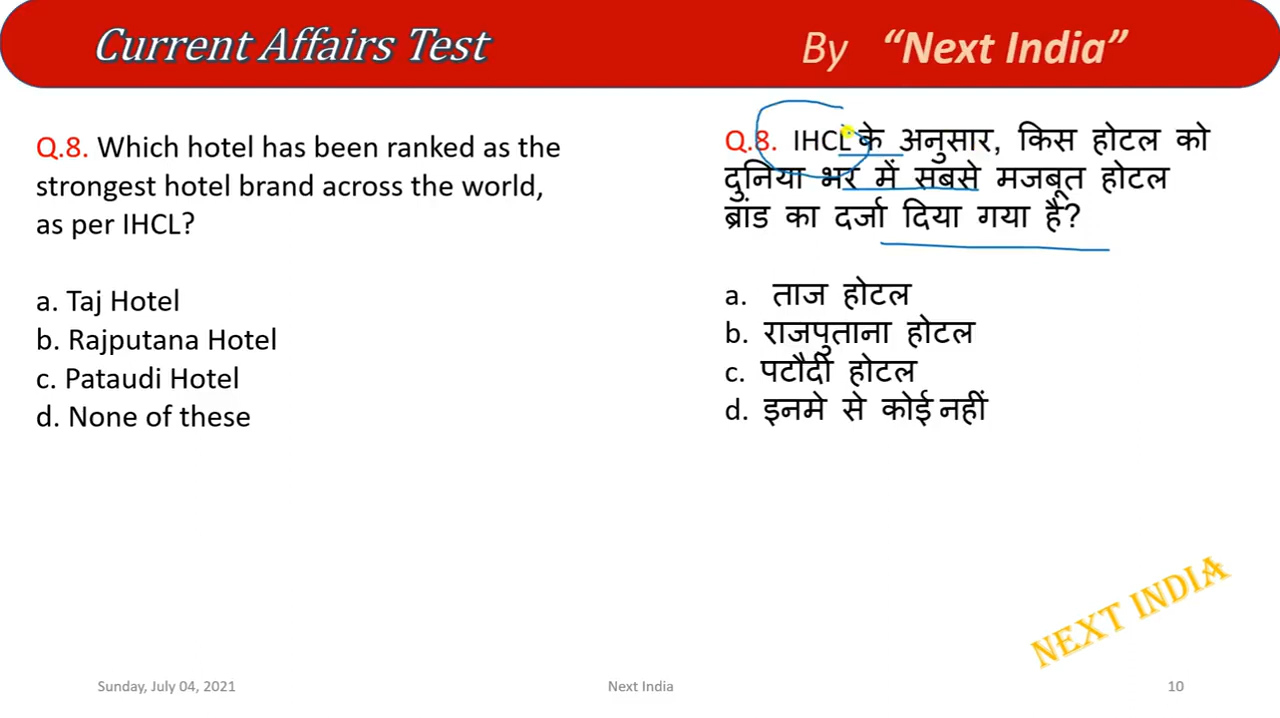 Current Affairs Test
By “Next India”
Q.8. Which hotel has been ranked as the
strongest hotel brand across the world,
as per IHCL?
a. Taj Hotel
b. Rajputana Hotel
c. Pataudi Hotel
d. None of these
Q.8. IHCL के अनुसार, किस होटल को
दुनिया भर में सबसे मजबूत होटल
ब्रांड का दर्जा दिया गया है?
a. ताज होटल
b. राजपुताना होटल
c. पटौदी होटल
d. इनमे से कोई नहीं
NEXT INDIA
Sunday, July 04, 2021
Next India
10